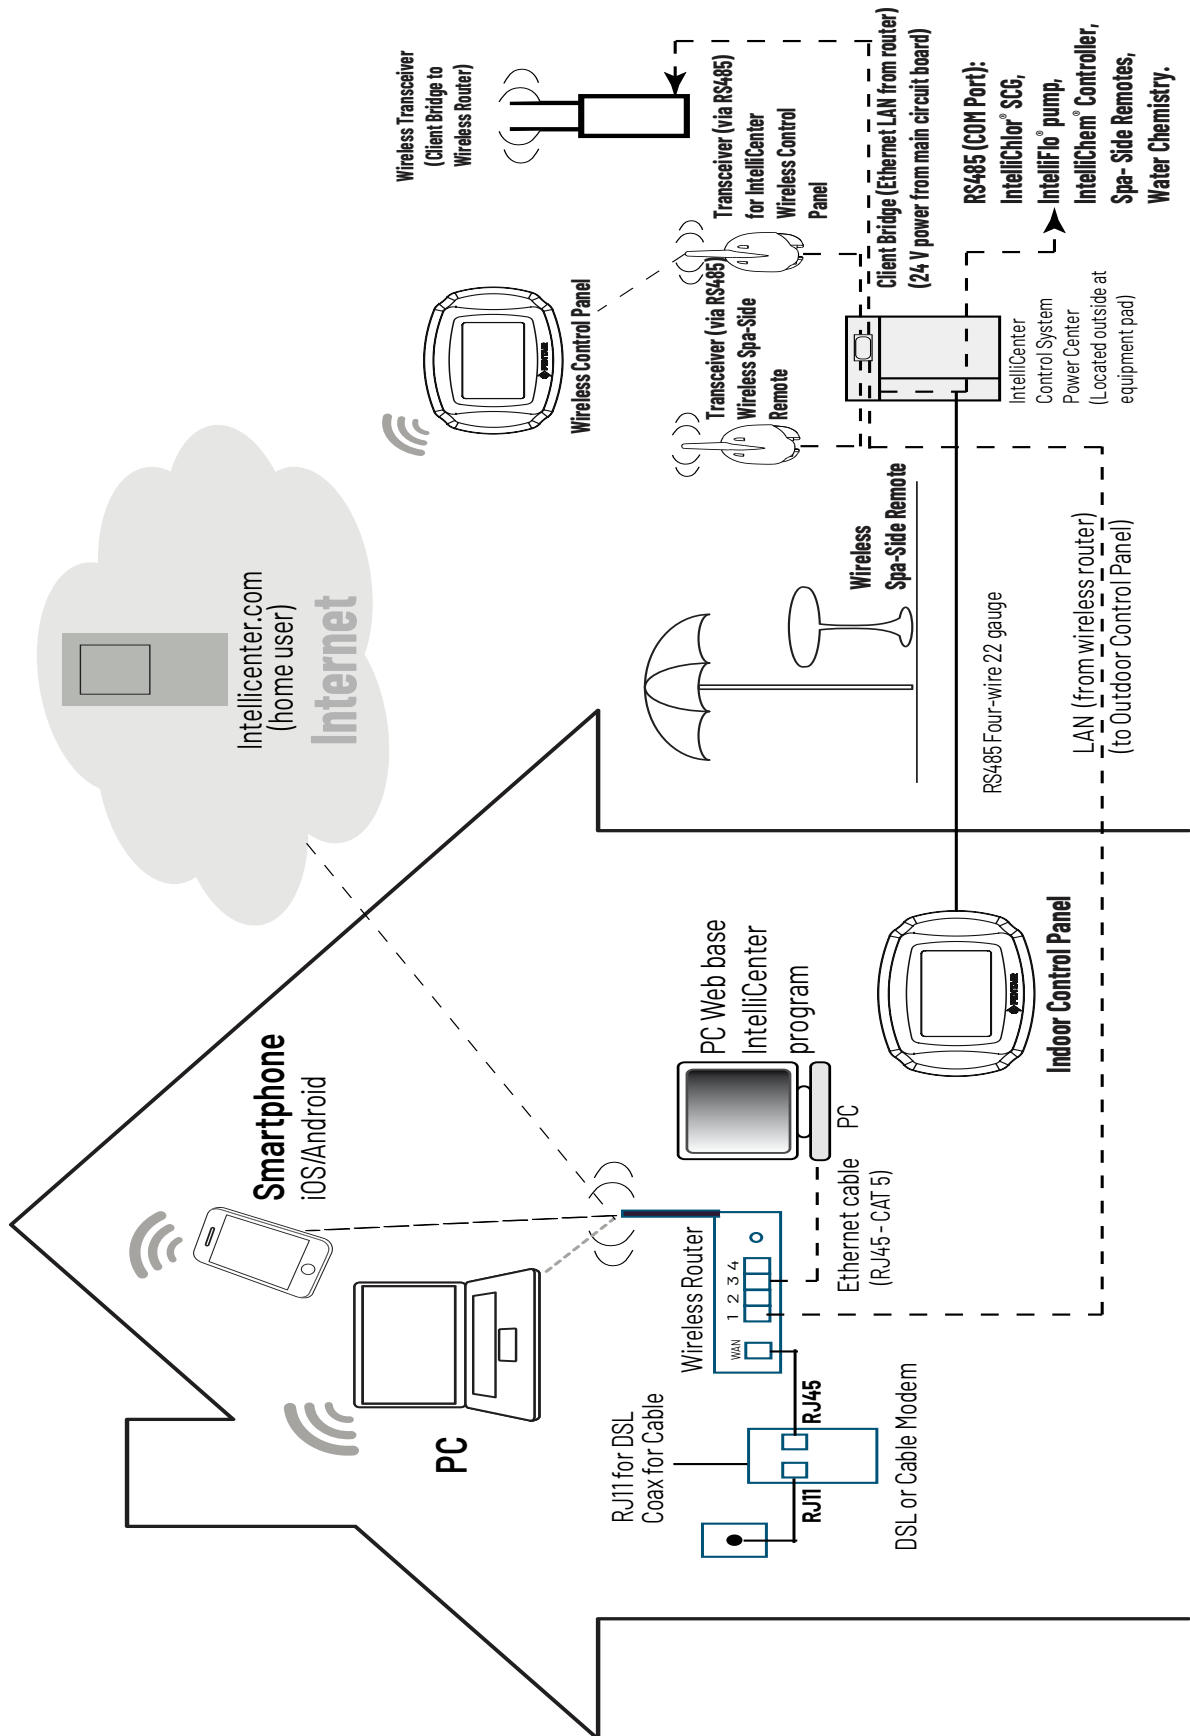 Intellicenter.com
(home user)
Internet
Smartphone
iOS/Android
PC
Wireless Router
WAN
1 2 3 4
RJ11 for DSL
Coax for Cable
RJ11
RJ45
DSL or Cable Modem
PC Web base
IntelliCenter
program
PC
Ethernet cable
(RJ45 - CAT 5)
PENTAIR
Indoor Control Panel
RS485 Four-wire 22 gauge
LAN (from wireless router)
(to Outdoor Control Panel)
Wireless
Spa-Side Remote
PENTAIR
Wireless Control Panel
Transceiver (via RS485)
Wireless Spa-Side
Remote
Transceiver (via RS485)
for IntelliCenter
Wireless Control
Panel
Wireless Transceiver
(Client Bridge to
Wireless Router)
Client Bridge (Ethernet LAN from router)
(24 V power from main circuit board)
IntelliCenter
Control System
Power Center
(Located outside at
equipment pad)
RS485 (COM Port):
IntelliChlor® SCG,
IntelliFlo® pump,
IntelliChem® Controller,
Spa- Side Remotes,
Water Chemistry.